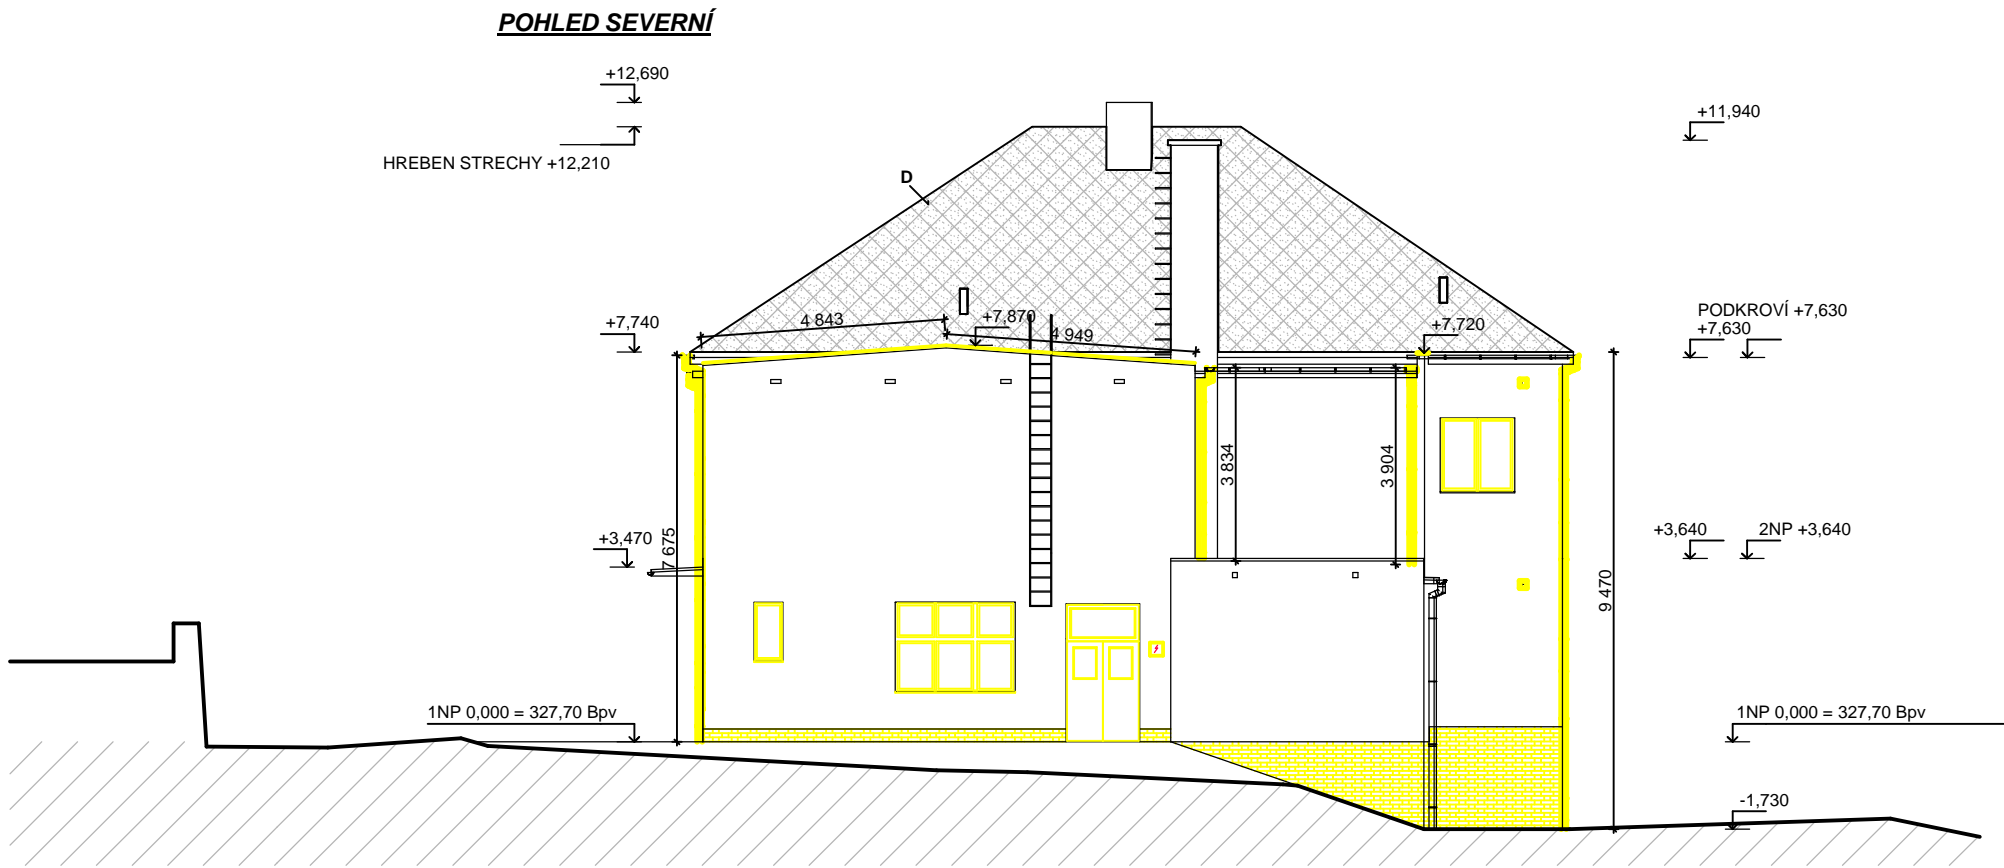 POHLED SEVERNÍ
+12,690
+11,940
HREBEN STRECHY +12,210
D
PODKROVÍ +7,630
+7,630
+7,740
4 843
+7,870
4 949
+7,720
3 834
3 904
+3,470
7 675
+3,640
2NP +3,640
9 470
1NP 0,000 = 327,70 Bpv
1NP 0,000 = 327,70 Bpv
-1,730